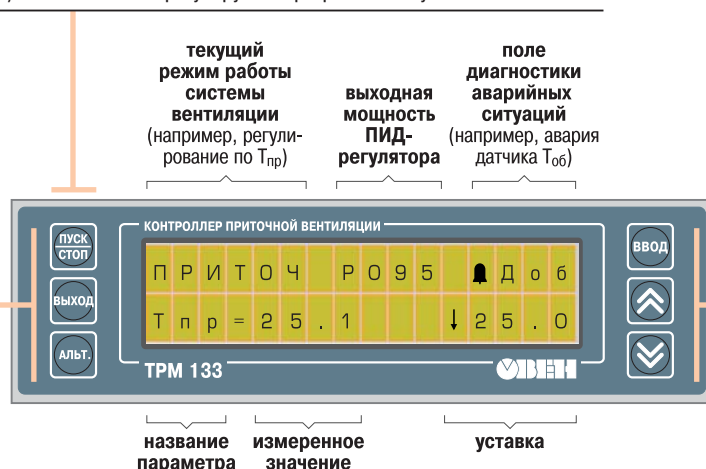 текущий
режим работы
системы
вентиляции
(например, регули-
рование по Tпр)
выходная
мощность
ПИД-
регулятора
поле
диагностики
аварийных
ситуаций
(например, авария
датчика Tоб)
ПУСК
СТОП
ВЫХОД
АЛЬТ.
КОНТРОЛЛЕР ПРИТОЧНОЙ ВЕНТИЛЯЦИИ
ПРИТОЧ P095 Доб
Тпр=25.1 ↓25.0
ТРМ 133
ОВЕН
ВВОД
название
параметра
измеренное
значение
уставка